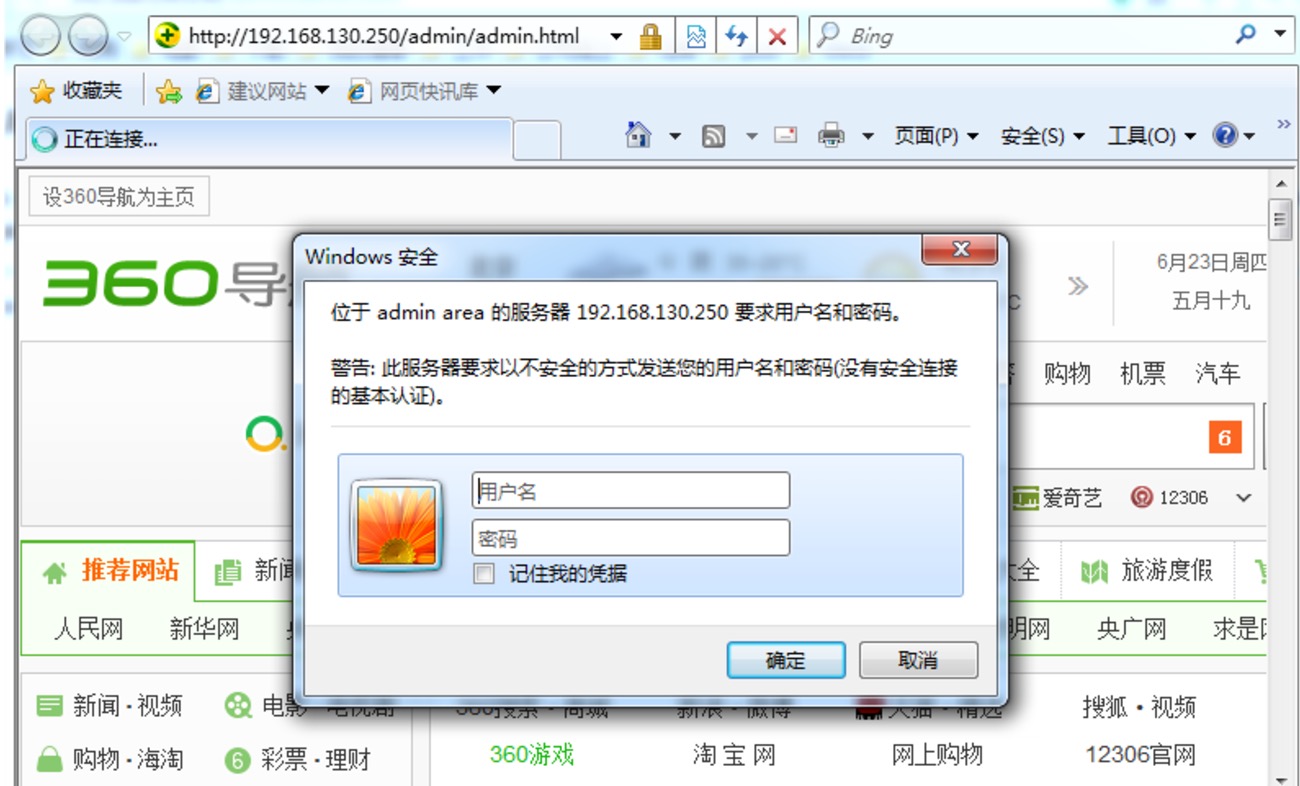 http://192.168.130.250/admin/admin.html
Bing
收藏夹
建议网站
网页快讯库
正在连接...
页面(P)
安全(S)
工具(O)
设360导航为主页
360导
6月23日周四
五月十九
Windows 安全
位于 admin area 的服务器 192.168.130.250 要求用户名和密码。
警告: 此服务器要求以不安全的方式发送您的用户名和密码(没有安全连接
的基本认证)。
用户名
密码
记住我的凭据
确定
取消
购物 机票 汽车
6
爱奇艺
12306
推荐网站
新闻
旅游度假
人民网
新华网
明网
央广网
求是网
新闻·视频
电影
购物·海淘
6 彩票·理财
搜狐·视频
360游戏
淘宝网
网上购物
12306官网